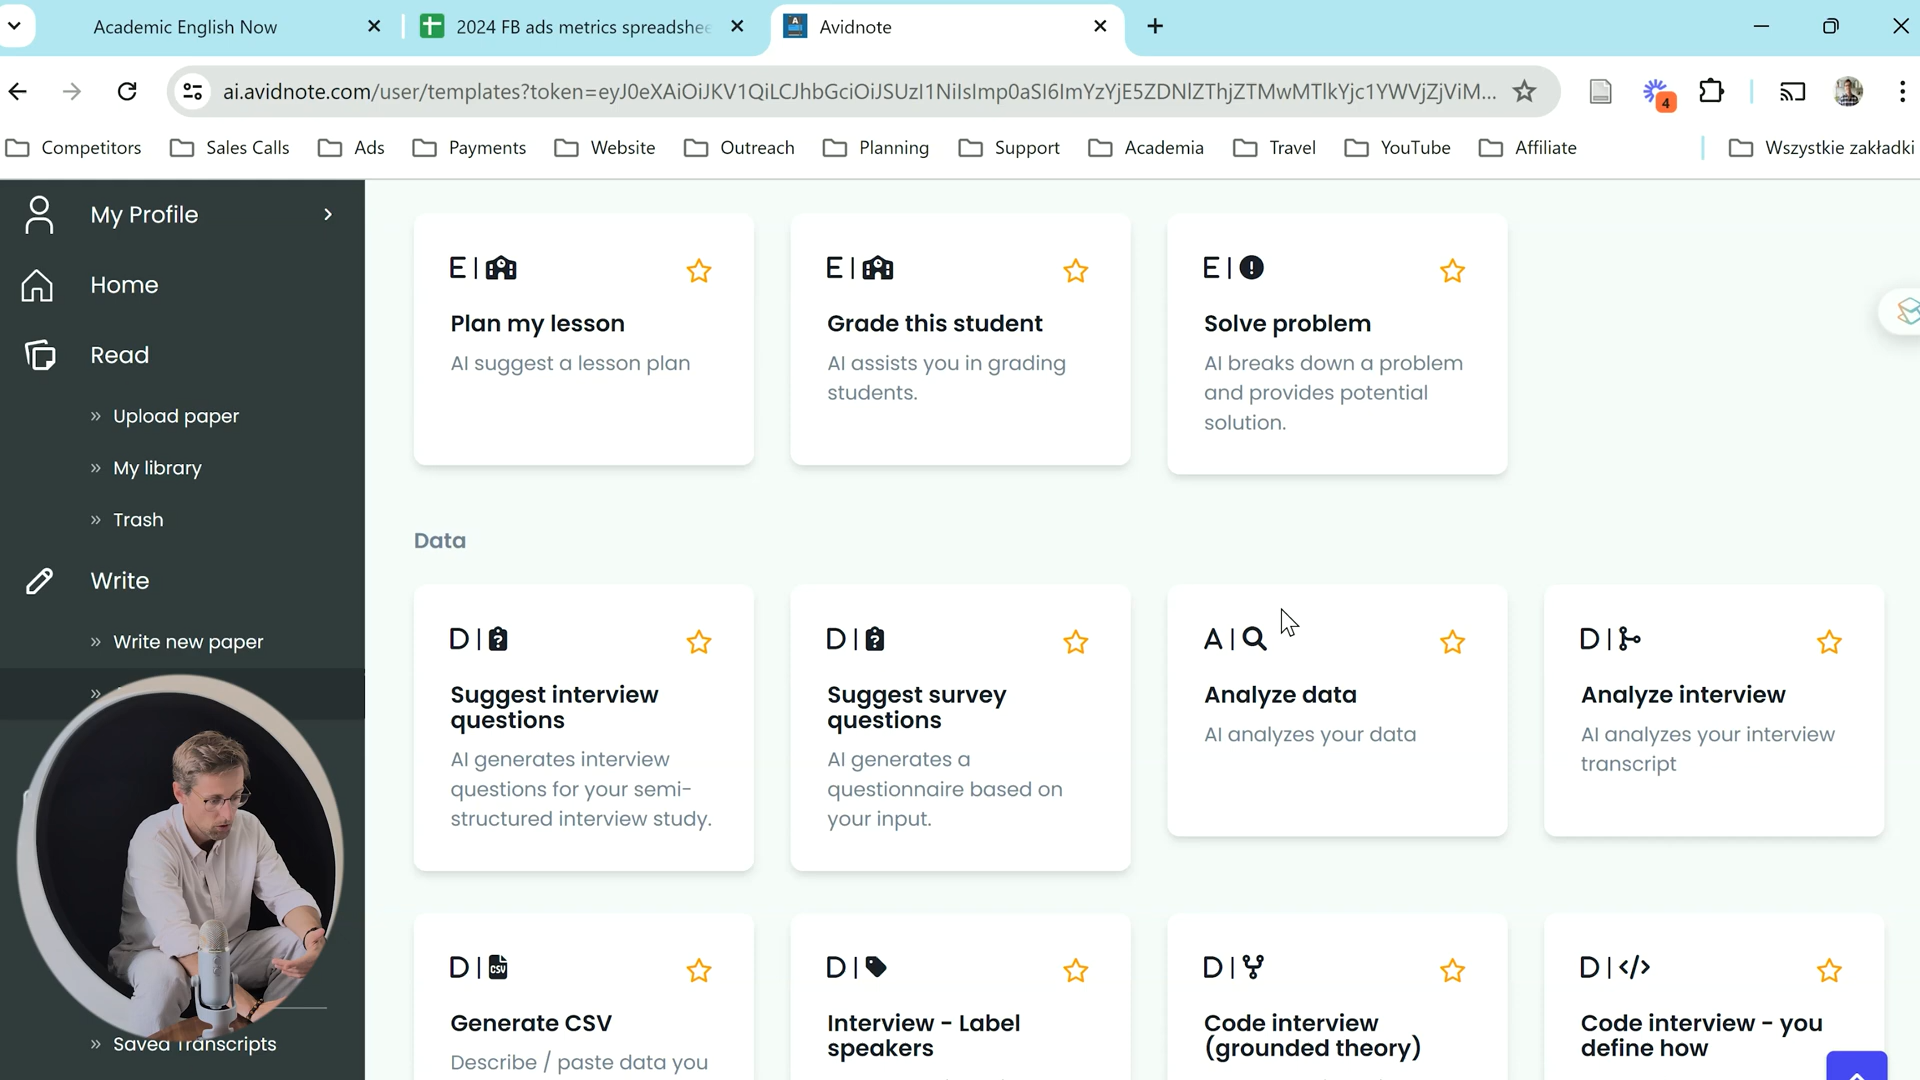 Academic English Now
2024 FB ads metrics spreadshee
Avidnote
ai.avidnote.com/user/templates?token=eyJ0eXAiOiJKV1QiLCJhbGciOiJSUzI1NiIsImp0aSI6ImYzYjE5ZDNlZThjZTMwMTlkYjc1YWVjZjViM...
4
Competitors
Sales Calls
Ads
Payments
Website
Outreach
Planning
Support
Academia
Travel
YouTube
Affiliate
Wszystkie zakładki
My Profile
Home
Read
» Upload paper
» My library
» Trash
Write
» Write new paper
»
» Saved Transcripts
E |
Plan my lesson
AI suggest a lesson plan
E |
Grade this student
AI assists you in grading
students.
E |
Solve problem
AI breaks down a problem
and provides potential
solution.
Data
D |
Suggest interview
questions
AI generates interview
questions for your semi-
structured interview study.
D |
Suggest survey
questions
AI generates a
questionnaire based on
your input.
A |
Analyze data
AI analyzes your data
D |
Analyze interview
AI analyzes your interview
transcript
D | CSV
Generate CSV
Describe / paste data you
D |
Interview - Label
speakers
D |
Code interview
(grounded theory)
D | </>
Code interview - you
define how